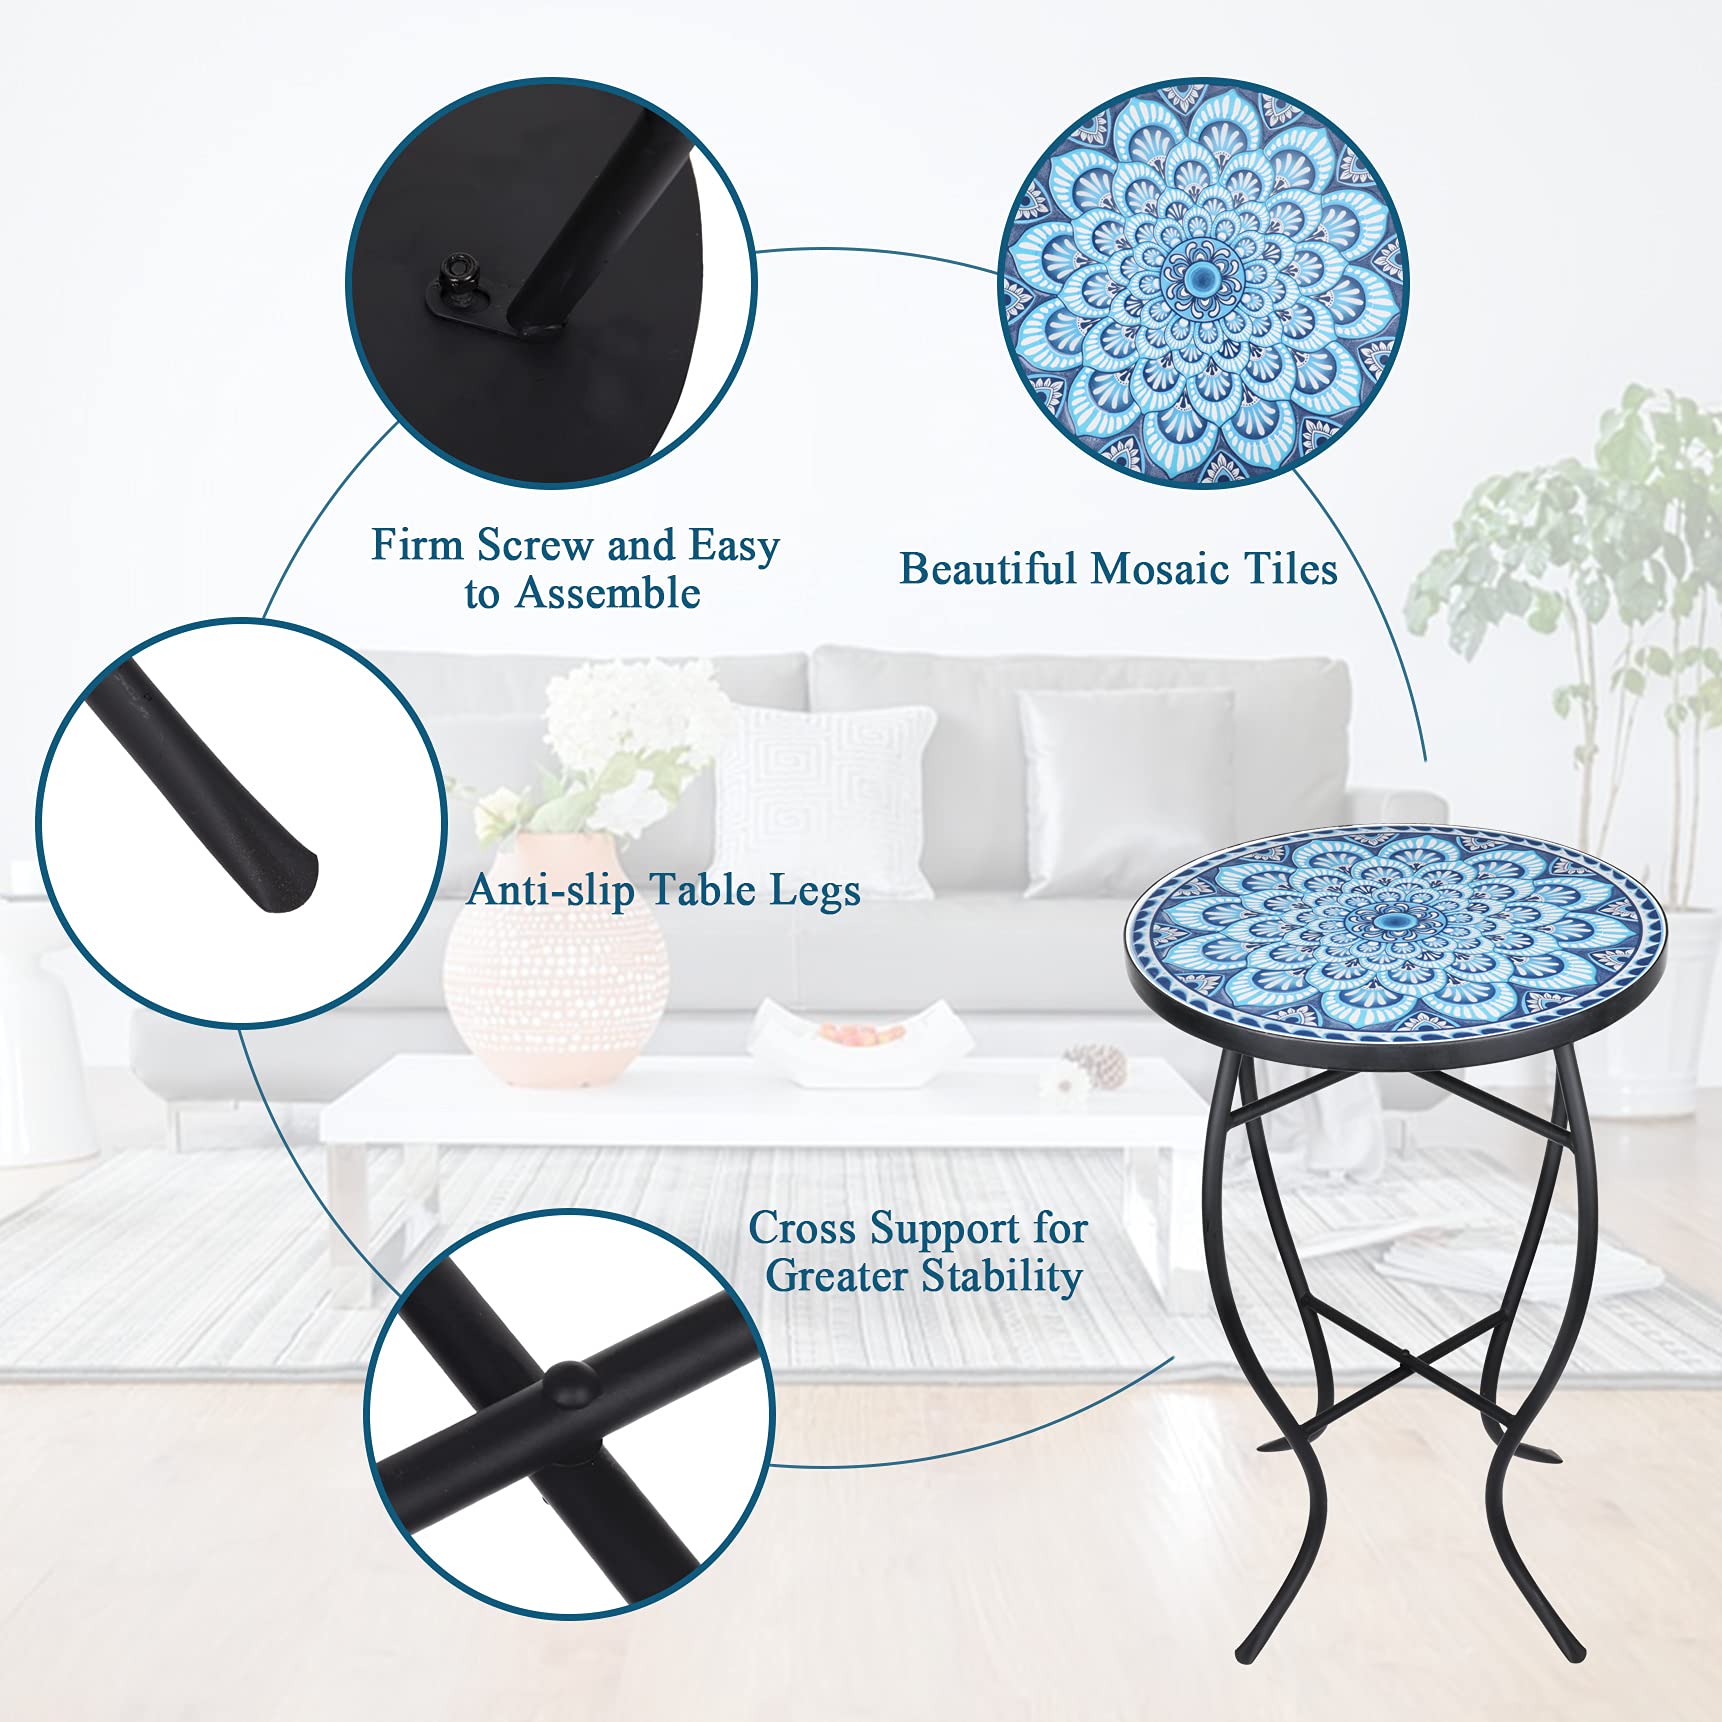 Firm Screw and Easy
to Assemble
Beautiful Mosaic Tiles
Anti-slip Table Legs
Cross Support for
Greater Stability